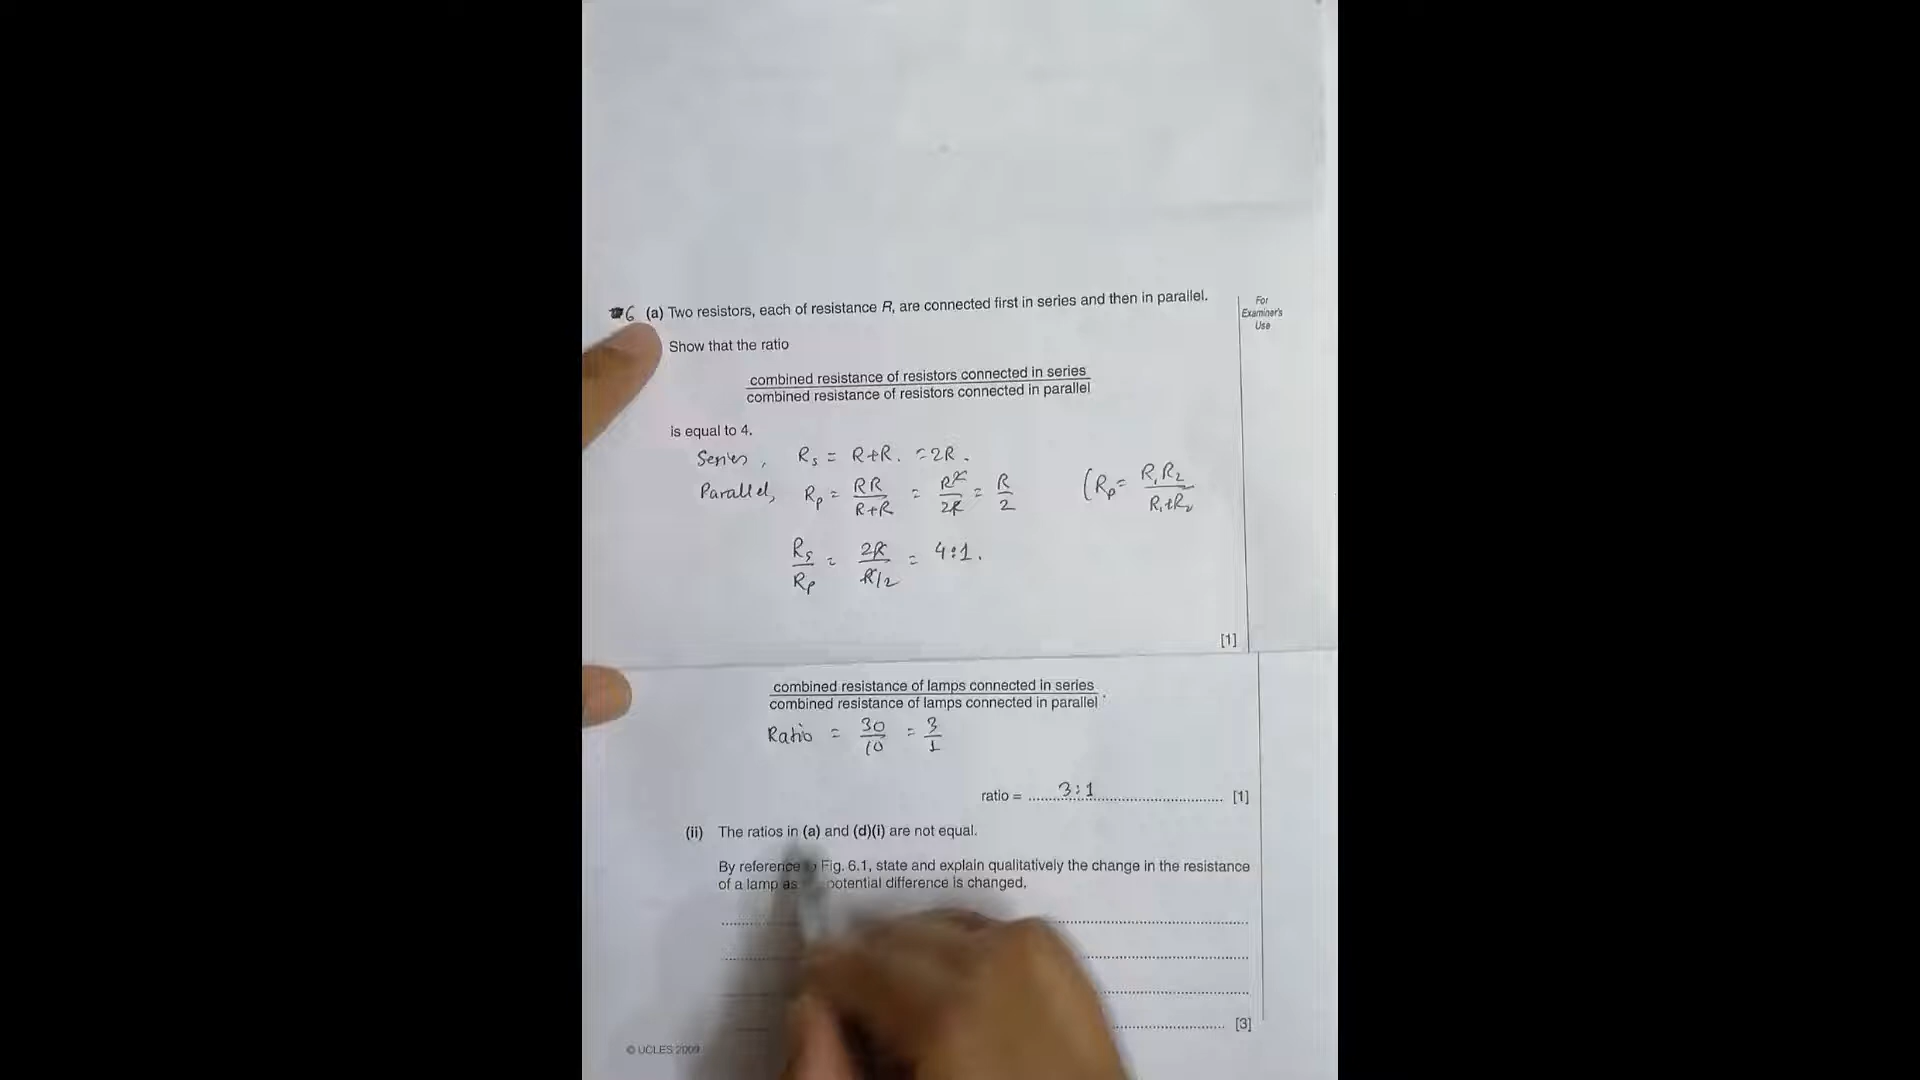 6 (a) Two resistors, each of resistance R, are connected first in series and then in parallel.
For
Examiner's
Use
Show that the ratio
combined resistance of resistors connected in series
combined resistance of resistors connected in parallel
is equal to 4.
Series, Rs = R+R. = 2R.
Parallel, Rp = RR/R+R = R²/2R = R/2 (Rp = R1R2/R1+R2
Rs/Rp = 2R/R/2 = 4:1.
[1]
combined resistance of lamps connected in series
combined resistance of lamps connected in parallel .
Ratio = 30/10 = 3/1
ratio = 3:1 [1]
(ii) The ratios in (a) and (d)(i) are not equal.
By reference Fig. 6.1, state and explain qualitatively the change in the resistance
of a lamp as potential difference is changed,
[3]
© UCLES 2009